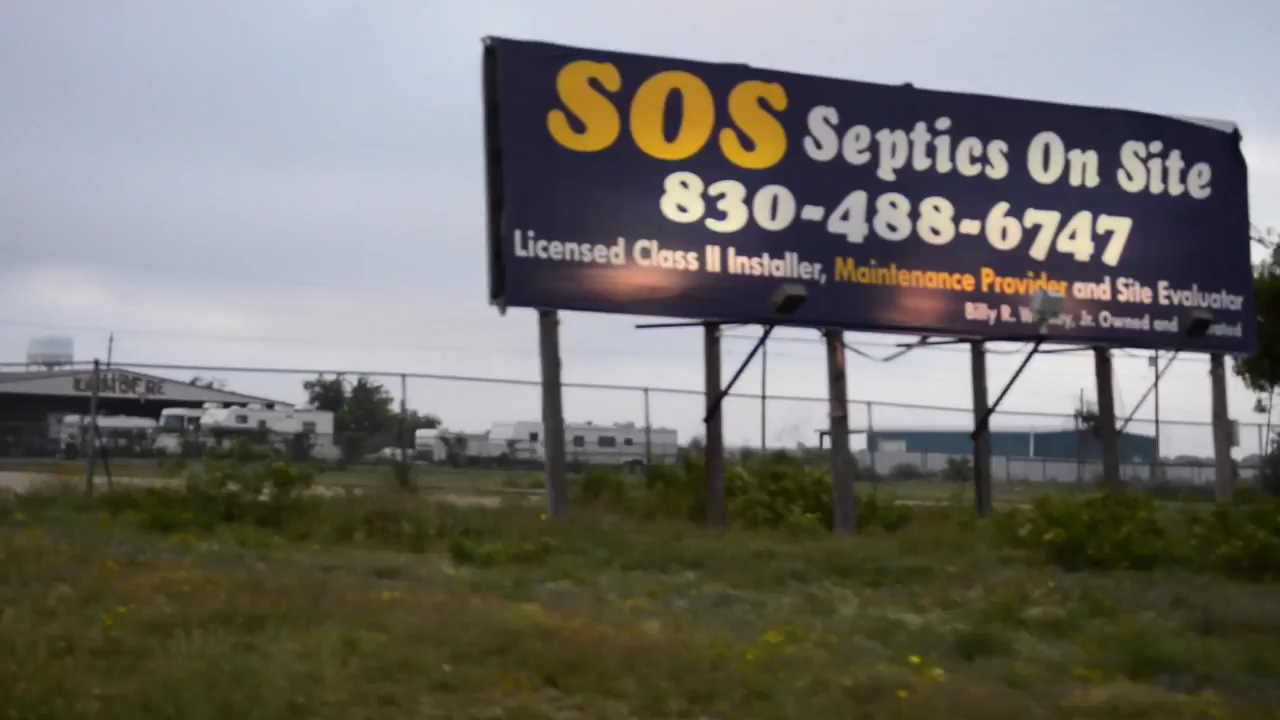 SOS Septics On Site
830-488-6747
Licensed Class II Installer, Maintenance Provider and Site Evaluator
Billy R. Jr. Owned and